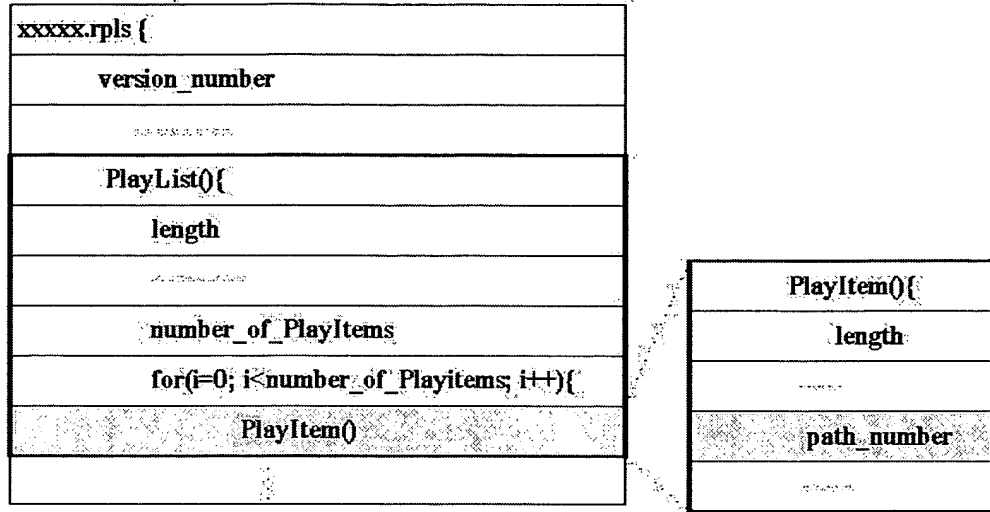 xxxxx.rpls {
version_number
PlayList(){
length
number_of_PlayItems
for(i=0; i<number_of_Playitems; i++){
PlayItem()
PlayItem(){
length
path_number